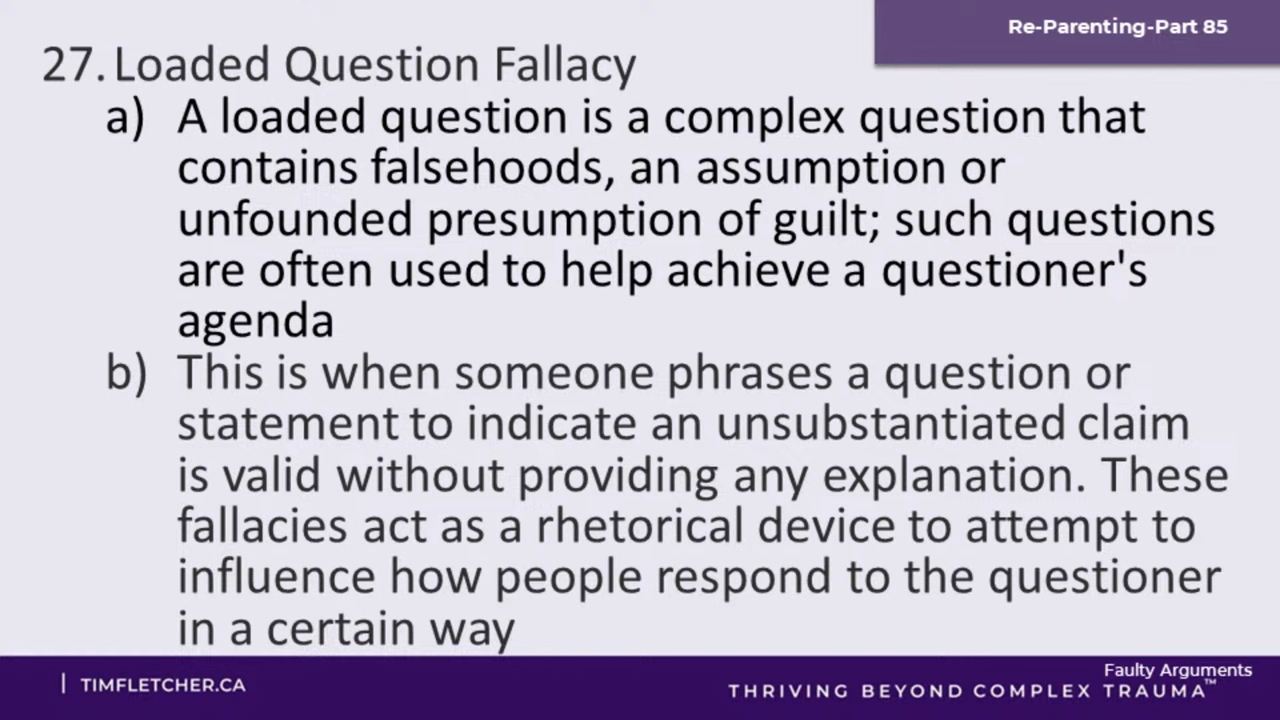 Re-Parenting-Part 85
27. Loaded Question Fallacy
a) A loaded question is a complex question that
contains falsehoods, an assumption or
unfounded presumption of guilt; such questions
are often used to help achieve a questioner's
agenda
b) This is when someone phrases a question or
statement to indicate an unsubstantiated claim
is valid without providing any explanation. These
fallacies act as a rhetorical device to attempt to
influence how people respond to the questioner
in a certain way
| TIMFLETCHER.CA
Faulty Arguments
THRIVING BEYOND COMPLEX TRAUMA™